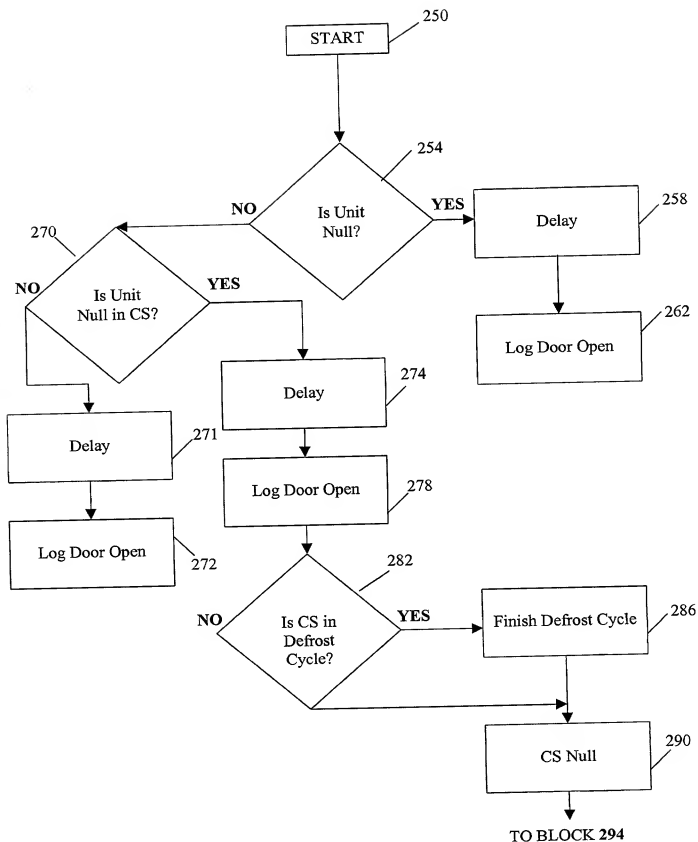 250
START
254
Is Unit
Null?
NO
YES
258
Delay
270
262
Log Door Open
NO
Is Unit
Null in CS?
YES
274
Delay
271
Delay
278
Log Door Open
272
Log Door Open
282
NO
Is CS in
Defrost
Cycle?
YES
286
Finish Defrost Cycle
290
CS Null
TO BLOCK 294